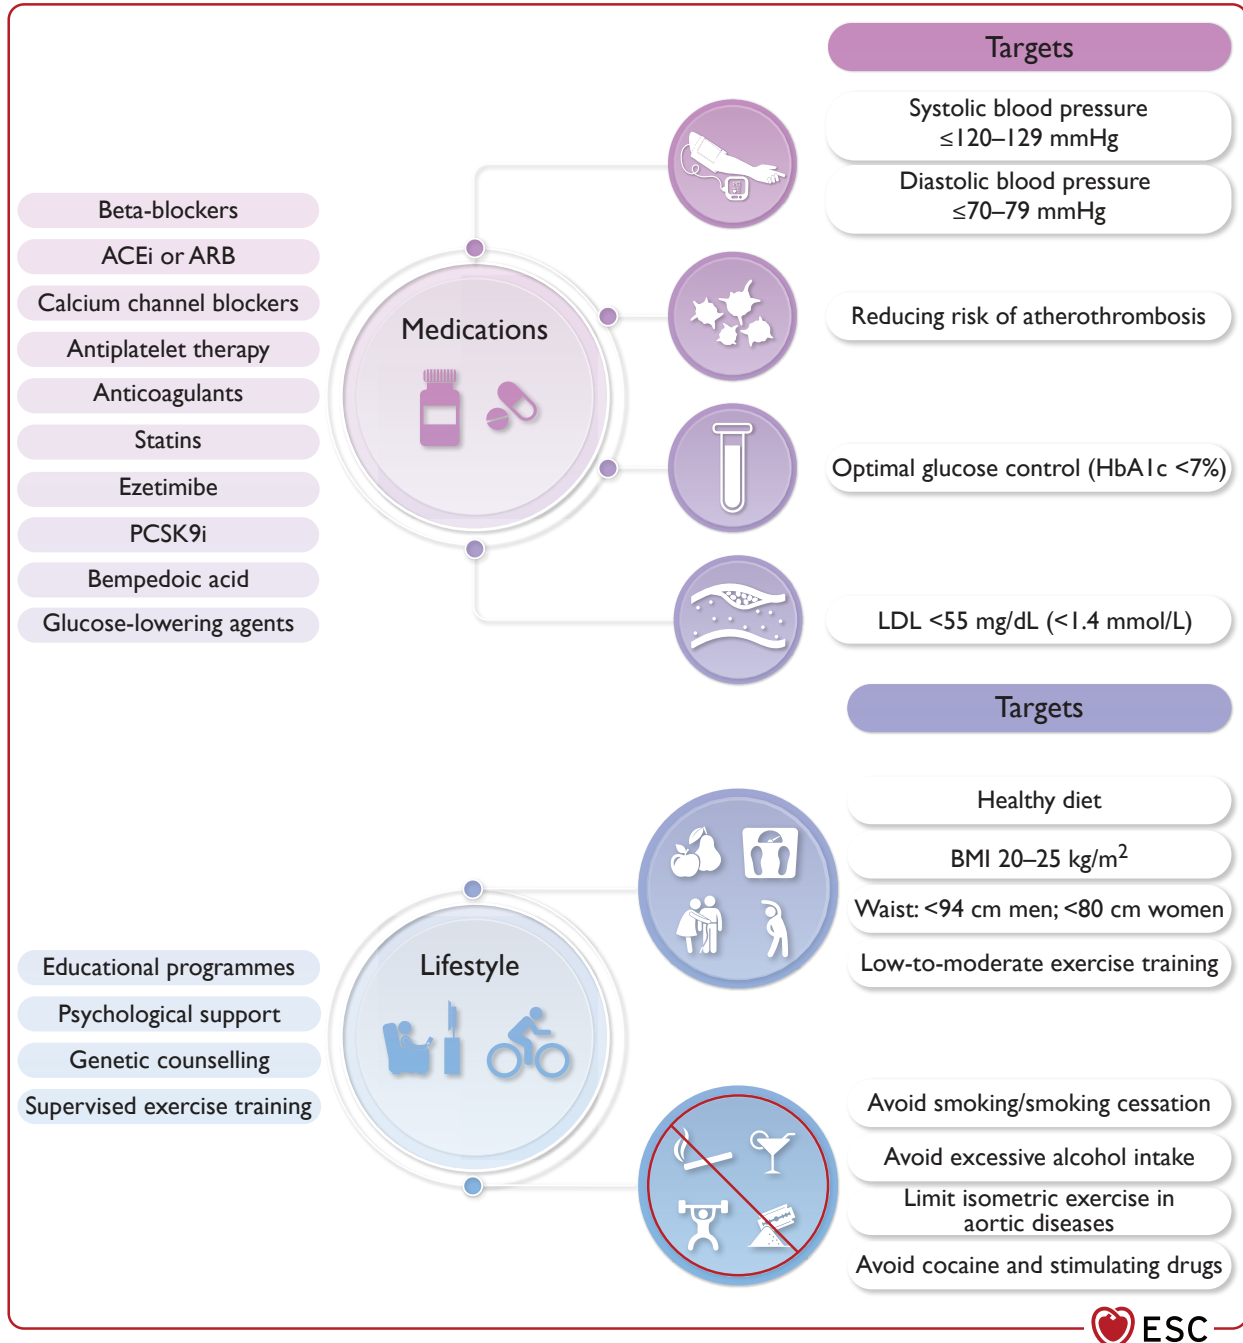 Targets
Systolic blood pressure
≤120–129 mmHg
Diastolic blood pressure
≤70–79 mmHg
Beta-blockers
ACEi or ARB
Calcium channel blockers
Antiplatelet therapy
Anticoagulants
Statins
Ezetimibe
PCSK9i
Bempedoic acid
Glucose-lowering agents
Medications
Reducing risk of atherothrombosis
Optimal glucose control (HbA1c <7%)
LDL <55 mg/dL (<1.4 mmol/L)
Targets
Healthy diet
BMI 20–25 kg/m²
Waist: <94 cm men; <80 cm women
Low-to-moderate exercise training
Educational programmes
Psychological support
Genetic counselling
Supervised exercise training
Lifestyle
Avoid smoking/smoking cessation
Avoid excessive alcohol intake
Limit isometric exercise in
aortic diseases
Avoid cocaine and stimulating drugs
ESC